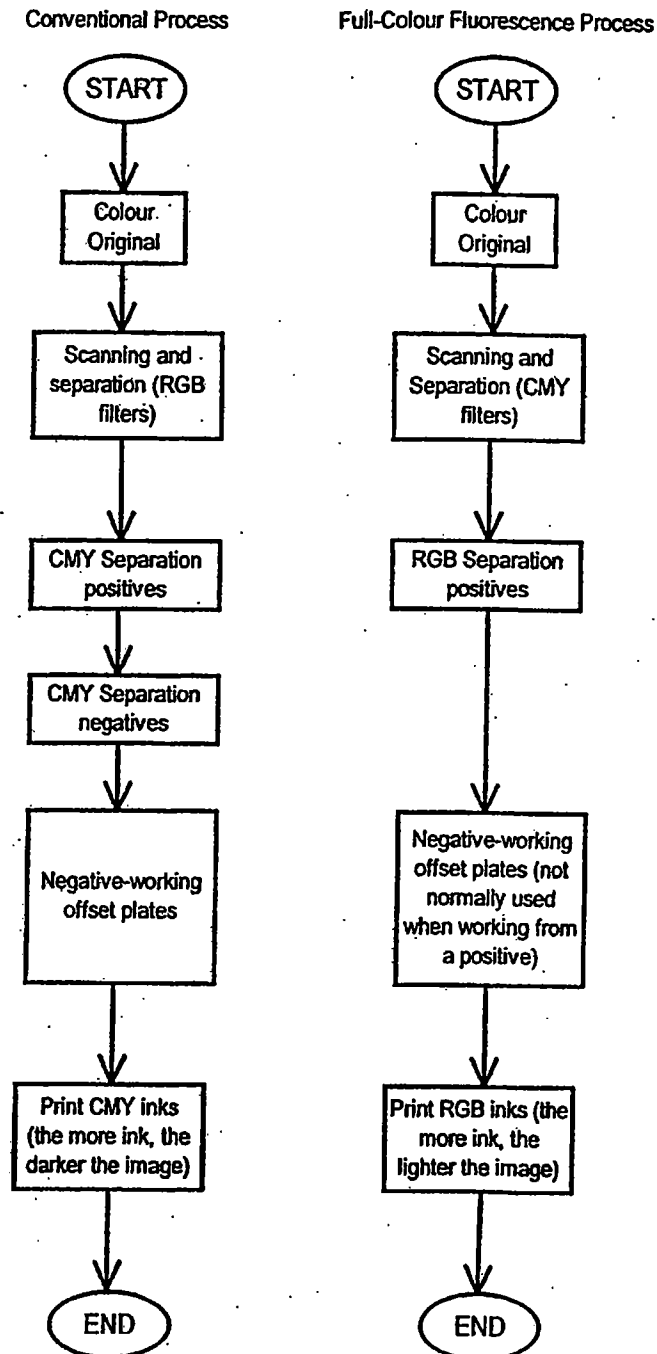 Conventional Process
START
Colour
Original
Scanning and
separation (RGB
filters)
CMY Separation
positives
CMY Separation
negatives
Negative-working
offset plates
Print CMY inks
(the more ink, the
darker the image)
END
Full-Colour Fluorescence Process
START
Colour
Original
Scanning and
Separation (CMY
filters)
RGB Separation
positives
Negative-working
offset plates (not
normally used
when working from
a positive)
Print RGB inks (the
more ink, the
lighter the image)
END